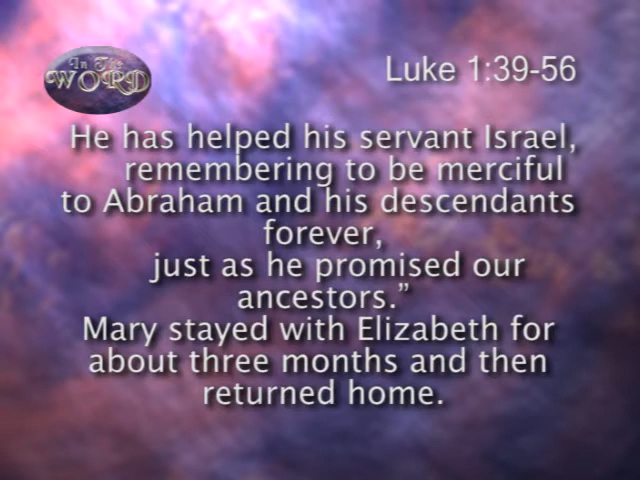 In The
WORD
Luke 1:39-56
He has helped his servant Israel,
remembering to be merciful
to Abraham and his descendants
forever,
just as he promised our
ancestors.”
Mary stayed with Elizabeth for
about three months and then
returned home.